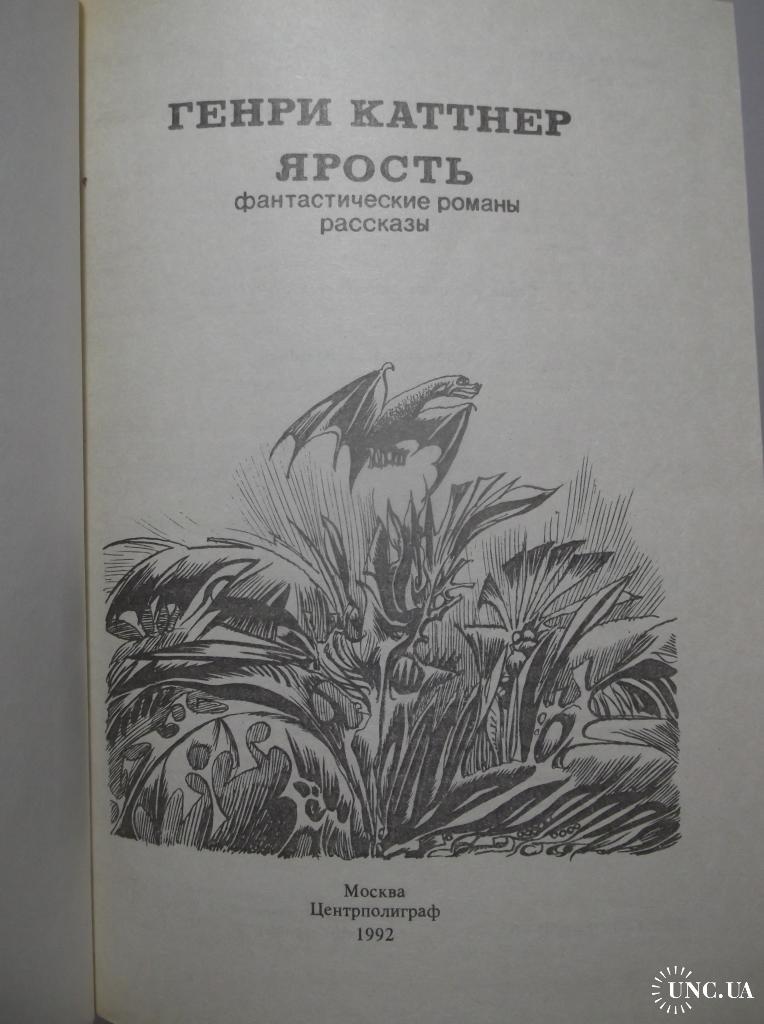 ГЕНРИ КАТТНЕР
ЯРОСТЬ
фантастические романы
рассказы
Москва
Центрполиграф
1992
UNC.UA